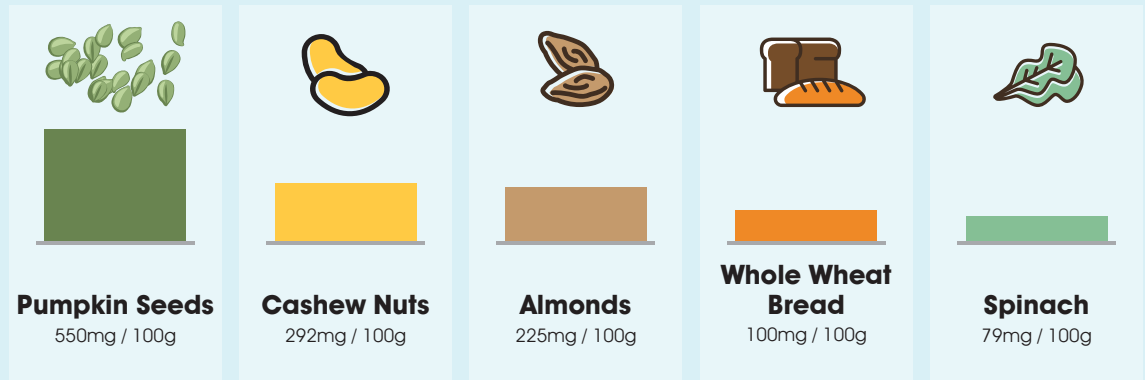 Pumpkin Seeds
550mg / 100g
Cashew Nuts
292mg / 100g
Almonds
225mg / 100g
Whole Wheat
Bread
100mg / 100g
Spinach
79mg / 100g